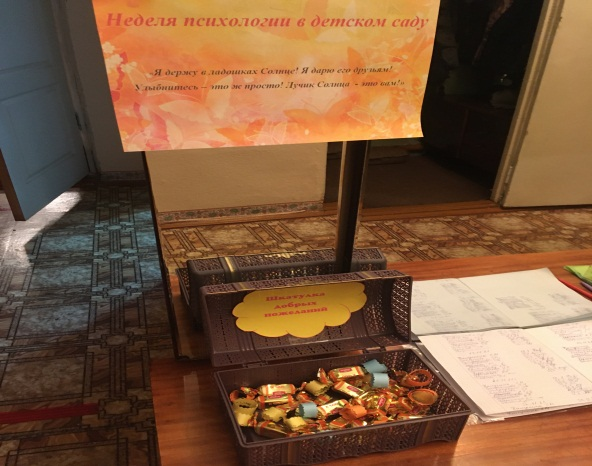 Неделя психологии в детском саду
«Я держу в ладошках Солнце! Я дарю его друзьям!
Улыбнитесь – это же просто! Лучик Солнца - это вам!»
Шкатулка
добрых
пожеланий